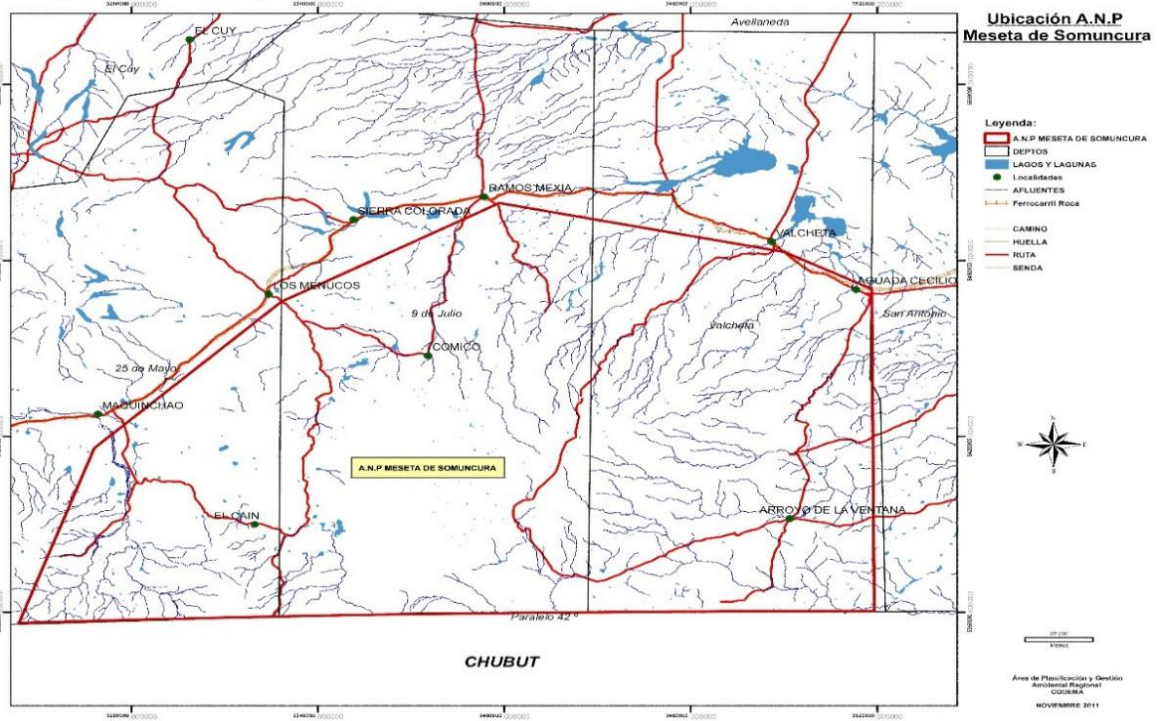 Ubicación A.N.P
Meseta de Somuncura
Avellaneda
EL CUY
El Cuy
RAMOS MEXIA
SIERRA COLORADA
VALCHETA
LOS MENUCOS
AGUADA CECILIO
9 de Julio
Valcheta
San Antonio
COMICO
25 de Mayo
MAQUINCHAO
A.N.P MESETA DE SOMUNCURA
EL CAIN
ARROYO DE LA VENTANA
Paralelo 42 º
CHUBUT
Leyenda:
A.N.P MESETA DE SOMUNCURA
DEPTOS
LAGOS Y LAGUNAS
Localidades
AFLUENTES
Ferrocarril Roca
CAMINO
HUELLA
RUTA
SENDA
N
W
E
S
Área de Planificación y Gestión
Ambiental Regional
CODEMA
NOVIEMBRE 2011